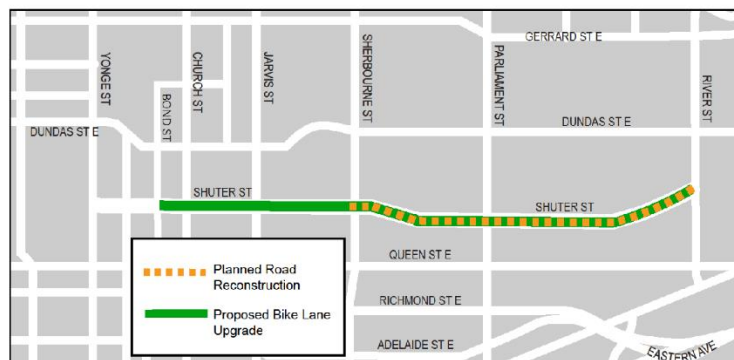 GERRARD ST E
YONGE ST
BOND ST
CHURCH ST
JARVIS ST
SHERBOURNE ST
PARLIAMENT ST
RIVER ST
DUNDAS ST E
DUNDAS ST E
SHUTER ST
SHUTER ST
QUEEN ST E
RICHMOND ST E
ADELAIDE ST E
EASTERN AVE
Planned Road
Reconstruction
Proposed Bike Lane
Upgrade